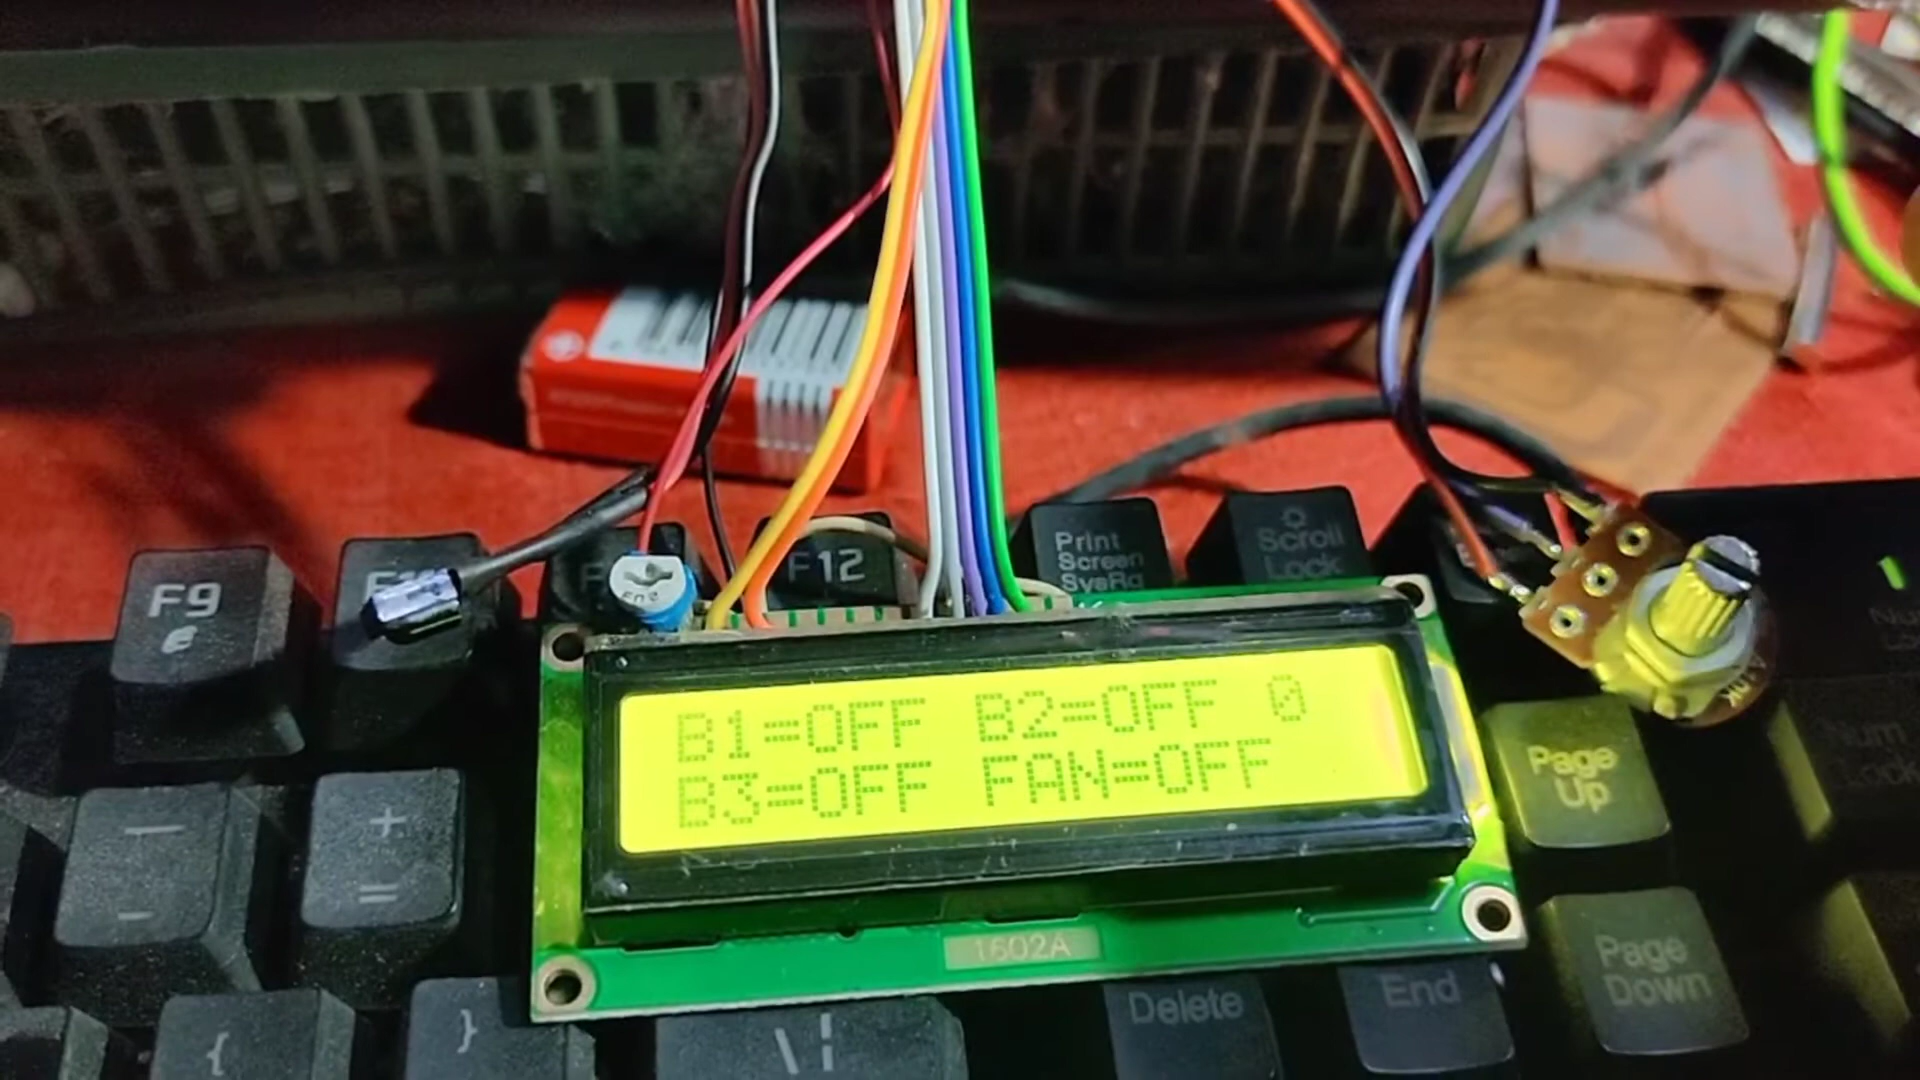 F9
F12
Print
Screen
SysRq
Scroll
Lock
B1=OFF B2=OFF 0
B3=OFF FAN=OFF
Page
Up
+
=
—
-
1602A
Page
Down
Delete
End
{
}
\ ¦